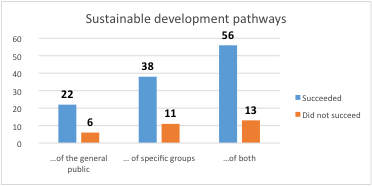 Sustainable development pathways
60
50
40
30
20
10
0
22
6
38
11
56
13
...of the general
public
... of specific groups
...of both
Succeeded
Did not succeed